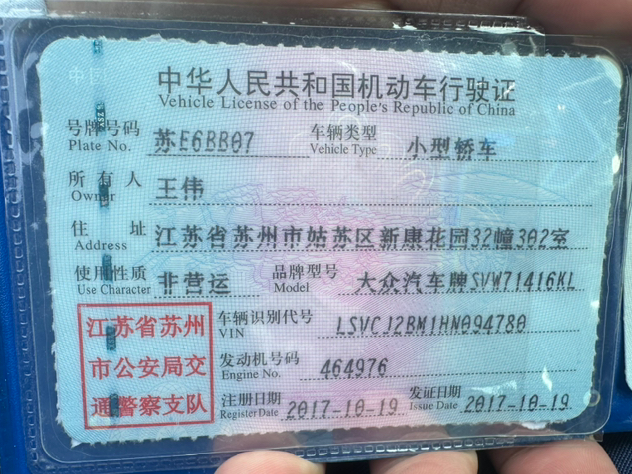 中华人民共和国机动车行驶证
Vehicle License of the People's Republic of China
号牌号码 苏E6BB07 车辆类型 小型轿车
Plate No. Vehicle Type
所有人 王伟
Owner
住址 江苏省苏州市姑苏区新康花园32幢302室
Address
使用性质 非营运 品牌型号 大众汽车牌SVW71416KL
Use Character Model
江苏省苏州
市公安局交
通警察支队
车辆识别代号 LSVCJ2BM1HN094780
VIN
发动机号码 464976
Engine No.
注册日期 2017-10-19 发证日期 2017-10-19
Register Date Issue Date